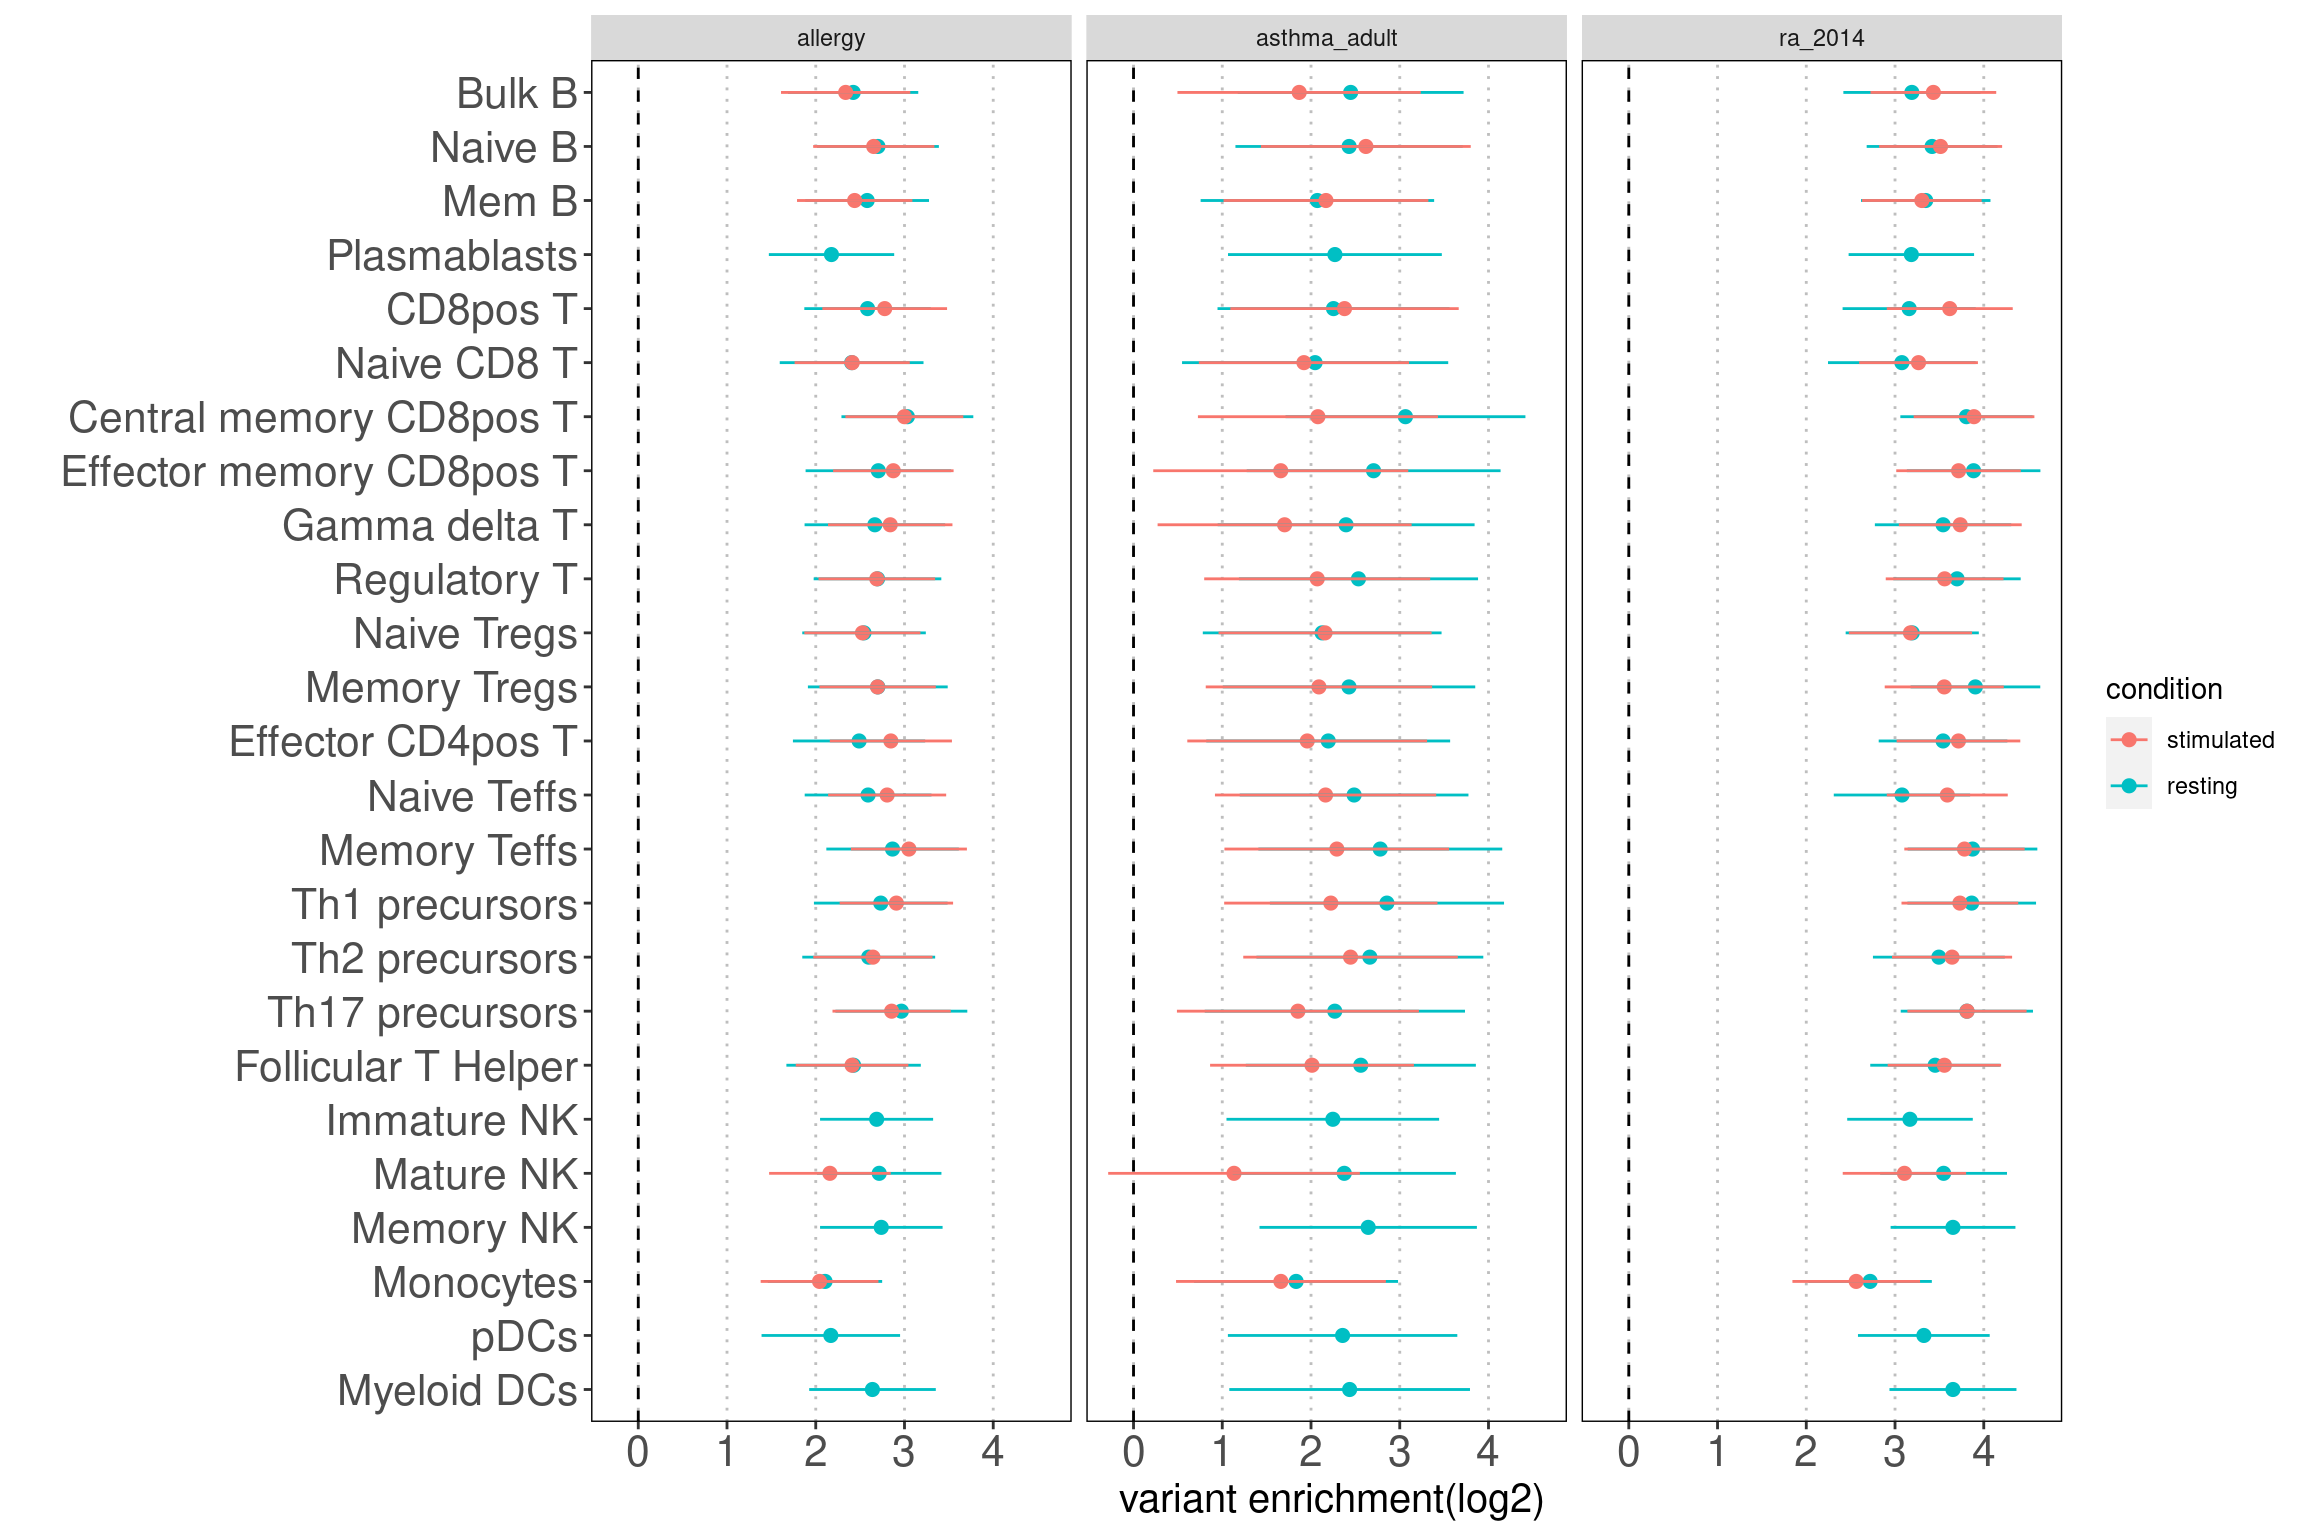 allergy
asthma_adult
ra_2014
Bulk B
Naive B
Mem B
Plasmablasts
CD8pos T
Naive CD8 T
Central memory CD8pos T
Effector memory CD8pos T
Gamma delta T
Regulatory T
Naive Tregs
Memory Tregs
Effector CD4pos T
Naive Teffs
Memory Teffs
Th1 precursors
Th2 precursors
Th17 precursors
Follicular T Helper
Immature NK
Mature NK
Memory NK
Monocytes
pDCs
Myeloid DCs
0 1 2 3 4
0 1 2 3 4
0 1 2 3 4
variant enrichment(log2)
condition
stimulated
resting